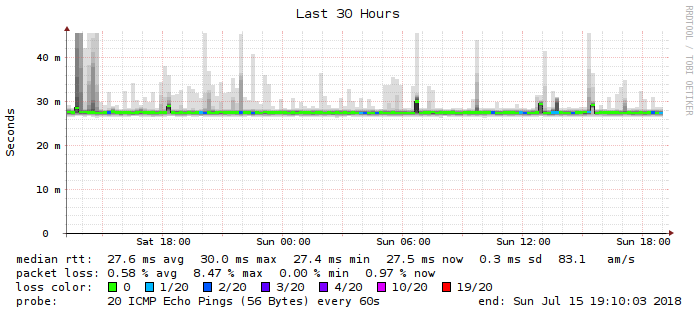 Last 30 Hours
RRDTOOL / TOBI OETIKER
Seconds
40 m
30 m
20 m
10 m
0
Sat 18:00 Sun 00:00 Sun 06:00 Sun 12:00 Sun 18:00
median rtt: 27.6 ms avg 30.0 ms max 27.4 ms min 27.5 ms now 0.3 ms sd 83.1 am/s
packet loss: 0.58 % avg 8.47 % max 0.00 % min 0.97 % now
loss color: 0 1/20 2/20 3/20 4/20 10/20 19/20
probe: 20 ICMP Echo Pings (56 Bytes) every 60s end: Sun Jul 15 19:10:03 2018